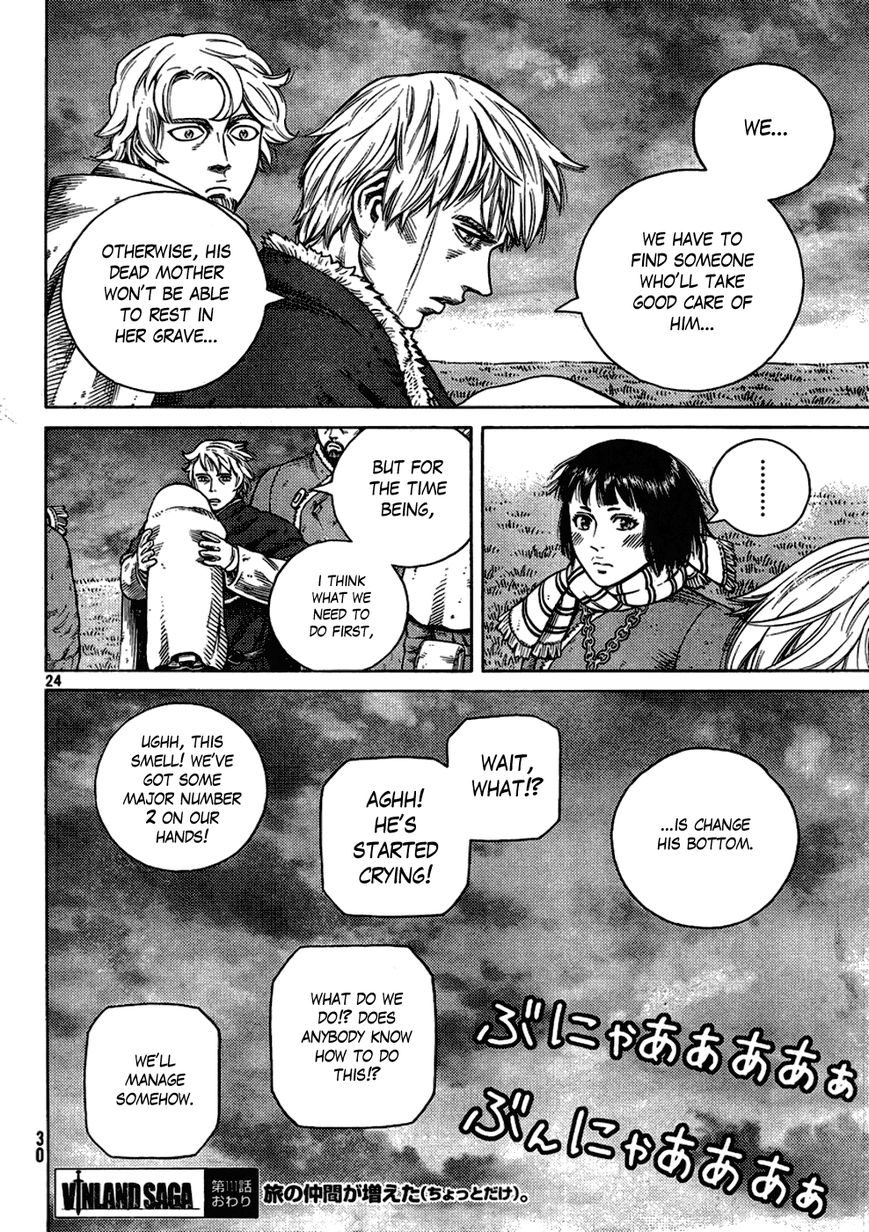 WE...
WE HAVE TO
FIND SOMEONE
WHO'LL TAKE
GOOD CARE OF
HIM...
OTHERWISE, HIS
DEAD MOTHER
WON'T BE ABLE
TO REST IN
HER GRAVE...
........
BUT FOR
THE TIME
BEING,
I THINK
WHAT WE
NEED TO
DO FIRST,
24
...IS CHANGE
HIS BOTTOM.
WAIT,
WHAT!?
AGHH!
HE'S
STARTED
CRYING!
UGHH, THIS
SMELL! WE'VE
GOT SOME
MAJOR NUMBER
2 ON OUR
HANDS!
ぶにゃあぁぁぁぁ
ぶんにゃあぁぁぁ
WHAT DO WE
DO!? DOES
ANYBODY KNOW
HOW TO DO
THIS!?
WE'LL
MANAGE
SOMEHOW.
30
VINLAND SAGA
第111話
おわり
旅の仲間が増えた(ちょっとだけ)。